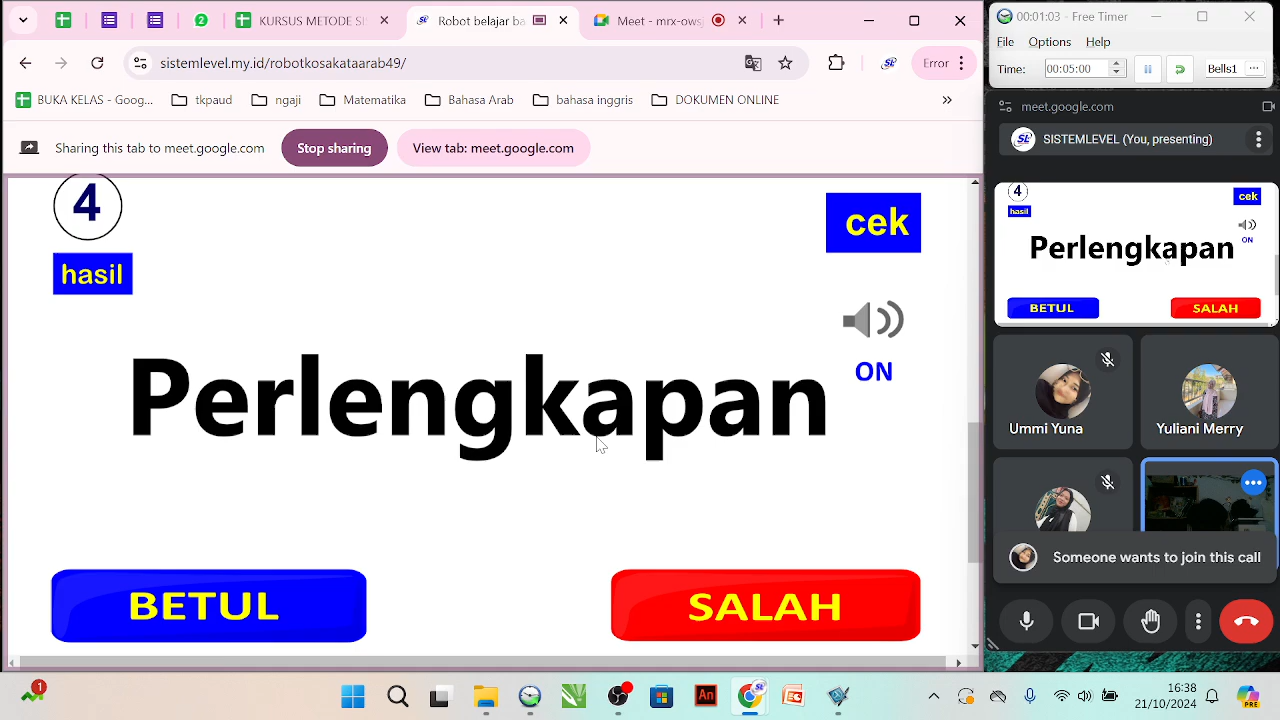 2
KURSUS METODE SI
Robot belajar ba
Meet - mrx-ows
sistemlevel.my.id/robotkosakataarab49/
Error
BUKA KELAS - Goog...
tkpaud
ngaji
Matematika
Bahasa Arab
bahasa inggris
DOKUMEN ONLINE
Sharing this tab to meet.google.com
Stop sharing
View tab: meet.google.com
4
cek
hasil
ON
Perlengkapan
BETUL
SALAH
00:01:03 - Free Timer
File
Options
Help
Time:
00:05:00
Bells1
meet.google.com
SISTEMLEVEL (You, presenting)
4
cek
hasil
ON
Perlengkapan
BETUL
SALAH
Ummi Yuna
Yuliani Merry
Someone wants to join this call
1
An
16:38
21/10/2024
PRE